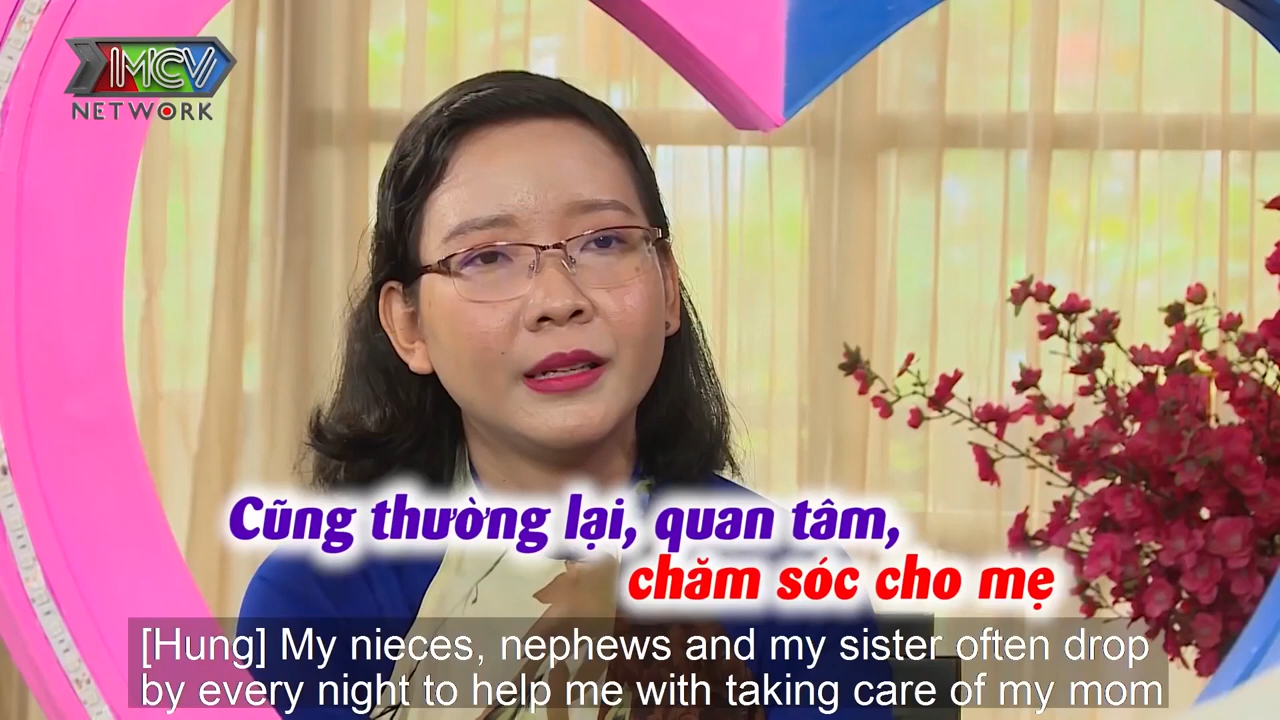 MCV
NETWORK
Cũng thường lại, quan tâm,
chăm sóc cho mẹ
[Hung] My nieces, nephews and my sister often drop
by every night to help me with taking care of my mom